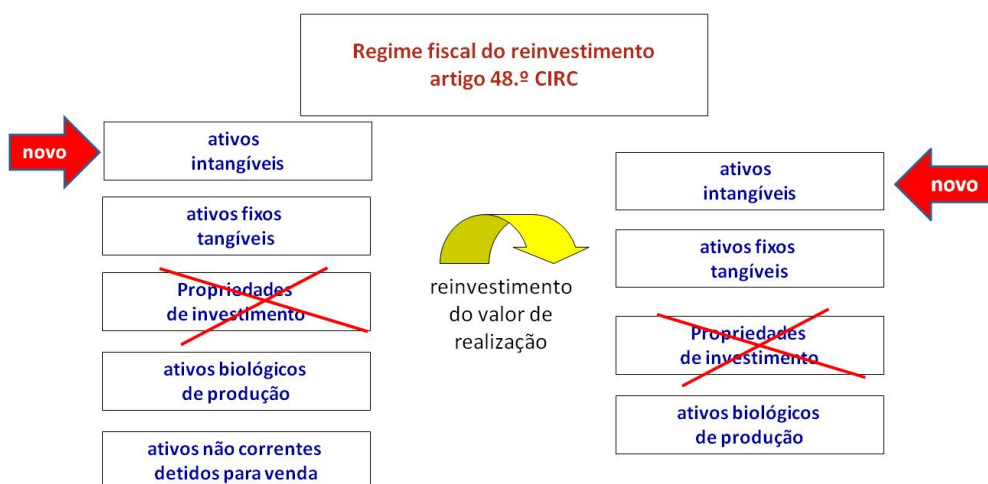 Regime fiscal do reinvestimento
artigo 48.º CIRC
novo
ativos
intangíveis
ativos fixos
tangíveis
Propriedades
de investimento
ativos biológicos
de produção
ativos não correntes
detidos para venda
reinvestimento
do valor de
realização
ativos
intangíveis
novo
ativos fixos
tangíveis
Propriedades
de investimento
ativos biológicos
de produção